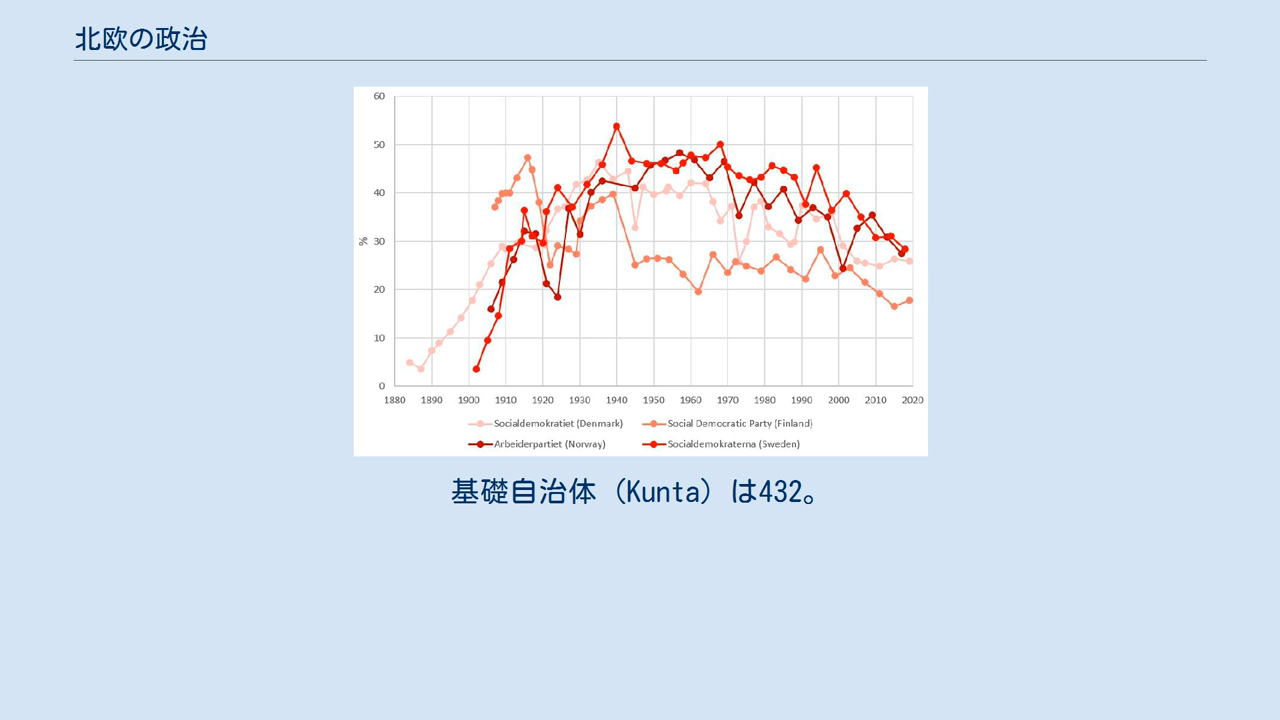 北欧の政治
60
50
40
30
20
10
0
%
1880 1890 1900 1910 1920 1930 1940 1950 1960 1970 1980 1990 2000 2010 2020
Socialdemokratiet (Denmark) Social Democratic Party (Finland)
Arbeiderpartiet (Norway) Socialdemokraterna (Sweden)
基礎自治体（Kunta）は432。